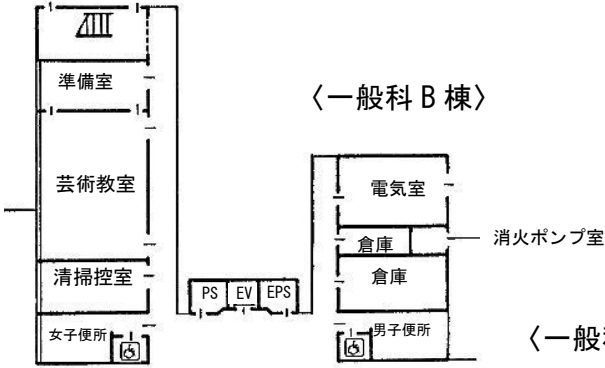 準備室
〈一般科 B 棟〉
芸術教室
電気室
倉庫
消火ポンプ室
清掃控室
倉庫
PS
EV
EPS
女子便所
男子便所
〈一般科